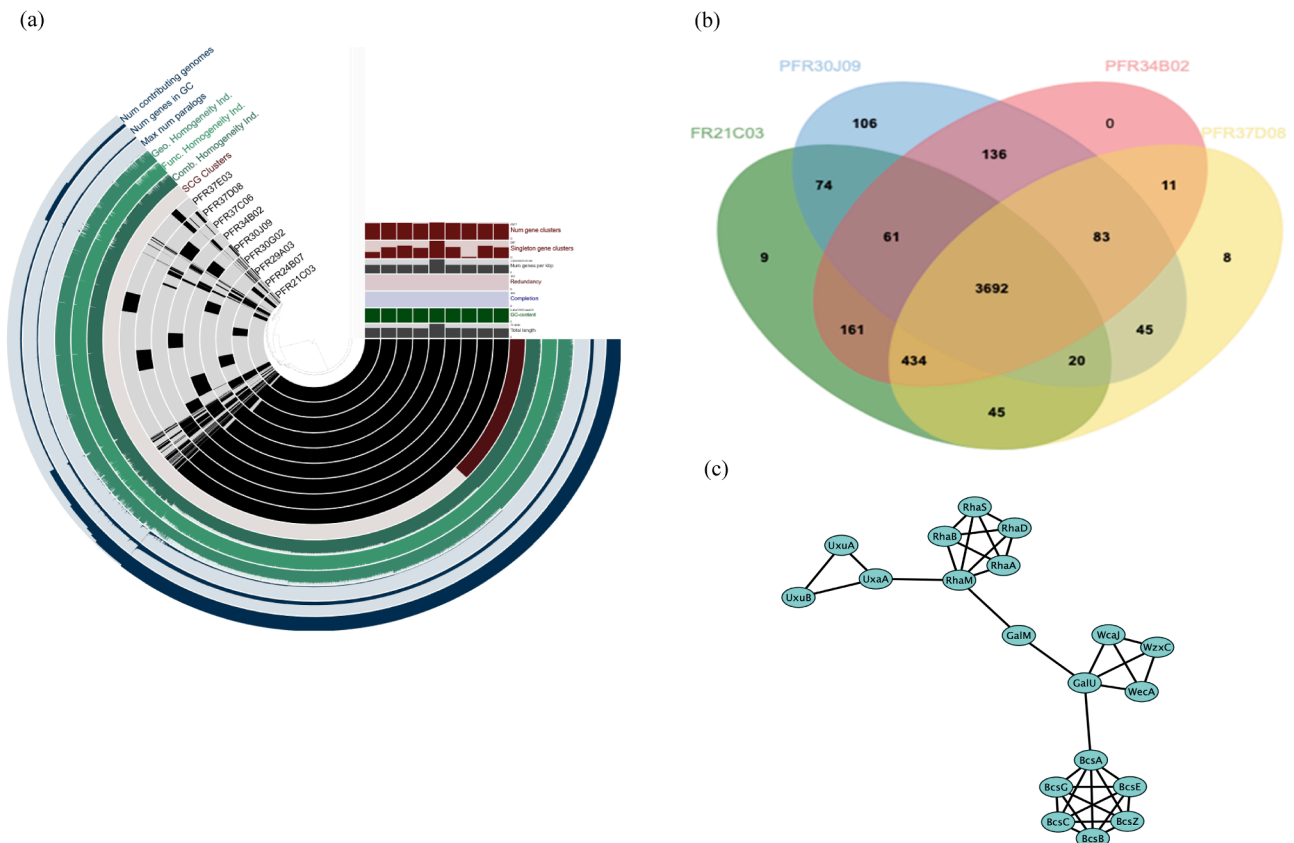 (a)
Num contributing genomes
Num genes in GC
Max num paralogs
Geo. Homogeneity Ind.
Func. Homogeneity Ind.
Comb. Homogeneity Ind.
SCG Clusters
PFR37E03
PFR37D08
PFR37C06
PFR34B02
PFR30J09
PFR30G02
PFR29A03
PFR24B07
PFR21C03
Num gene clusters
Singleton gene clusters
Num genes per kbp
Redundancy
Completion
GC-content
Total length
(b)
PFR30J09
PFR34B02
FR21C03
PFR37D08
106
0
136
74
11
61
83
9
8
3692
161
45
434
20
45
(c)
RhaS
RhaD
RhaB
RhaA
RhaM
UxuA
UxaA
UxuB
GalM
WcaJ
WzxC
GalU
WecA
BcsA
BcsG
BcsE
BcsC
BcsZ
BcsB